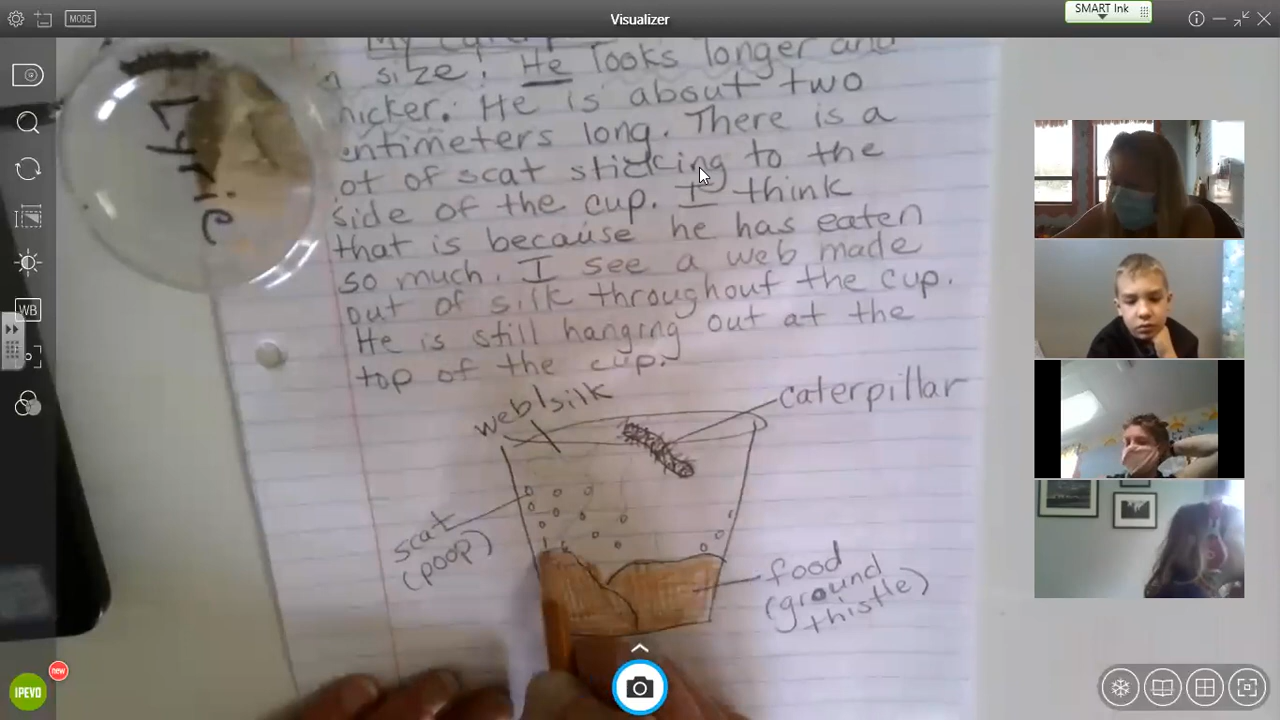 Visualizer
SMART Ink
MODE
My
n size! He looks longer and
hicker. He is about two
entimeters long. There is a
ot of scat sticking to the
side of the cup. I think
that is because he has eaten
so much. I see a web made
out of silk throughout the cup.
He is still hanging out at the
top of the cup.
web/silk
caterpillar
scat
(poop)
food
(ground
thistle)
WB
new
iPEVO